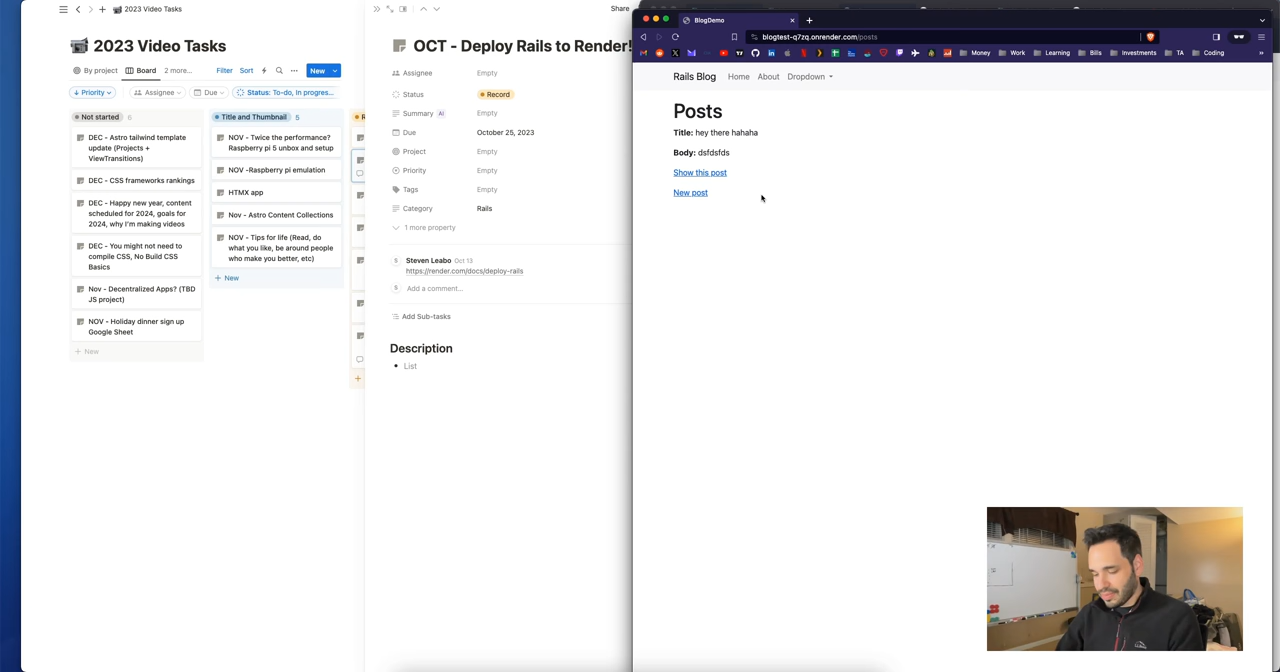 2023 Video Tasks
2023 Video Tasks
By project
Board
2 more...
Filter
Sort
New
Priority
Assignee
Due
Status: To-do, In progres...
Not started 6
DEC - Astro tailwind template
update (Projects +
ViewTransitions)
DEC - CSS frameworks rankings
DEC - Happy new year, content
scheduled for 2024, goals for
2024, why I'm making videos
DEC - You might not need to
compile CSS, No Build CSS
Basics
Nov - Decentralized Apps? (TBD
JS project)
NOV - Holiday dinner sign up
Google Sheet
+ New
Title and Thumbnail 5
NOV - Twice the performance?
Raspberry pi 5 unbox and setup
NOV -Raspberry pi emulation
HTMX app
Nov - Astro Content Collections
NOV - Tips for life (Read, do
what you like, be around people
who make you better, etc)
+ New
Share
OCT - Deploy Rails to Render!
Assignee Empty
Status Record
Summary AI Empty
Due October 25, 2023
Project Empty
Priority Empty
Tags Empty
Category Rails
1 more property
S Steven Leabo Oct 13
https://render.com/docs/deploy-rails
S Add a comment...
Add Sub-tasks
Description
• List
BlogDemo
blogtest-q7zq.onrender.com/posts
Money
Work
Learning
Bills
Investments
TA
Coding
Rails Blog Home About Dropdown
Posts
Title: hey there hahaha
Body: dsfdsfds
Show this post
New post